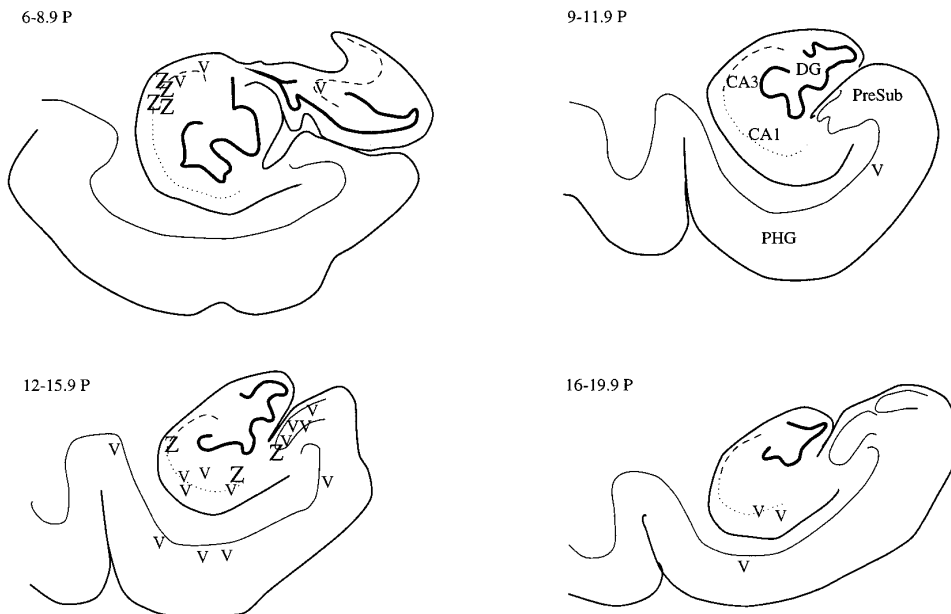 6-8.9 P
V
Z V
Z V
Z Z
9-11.9 P
DG
CA3
PreSub
CA1
V
PHG
12-15.9 P
V
V V
V
Z
V
Z
V V Z
V
V V
V
V V
16-19.9 P
V V
V